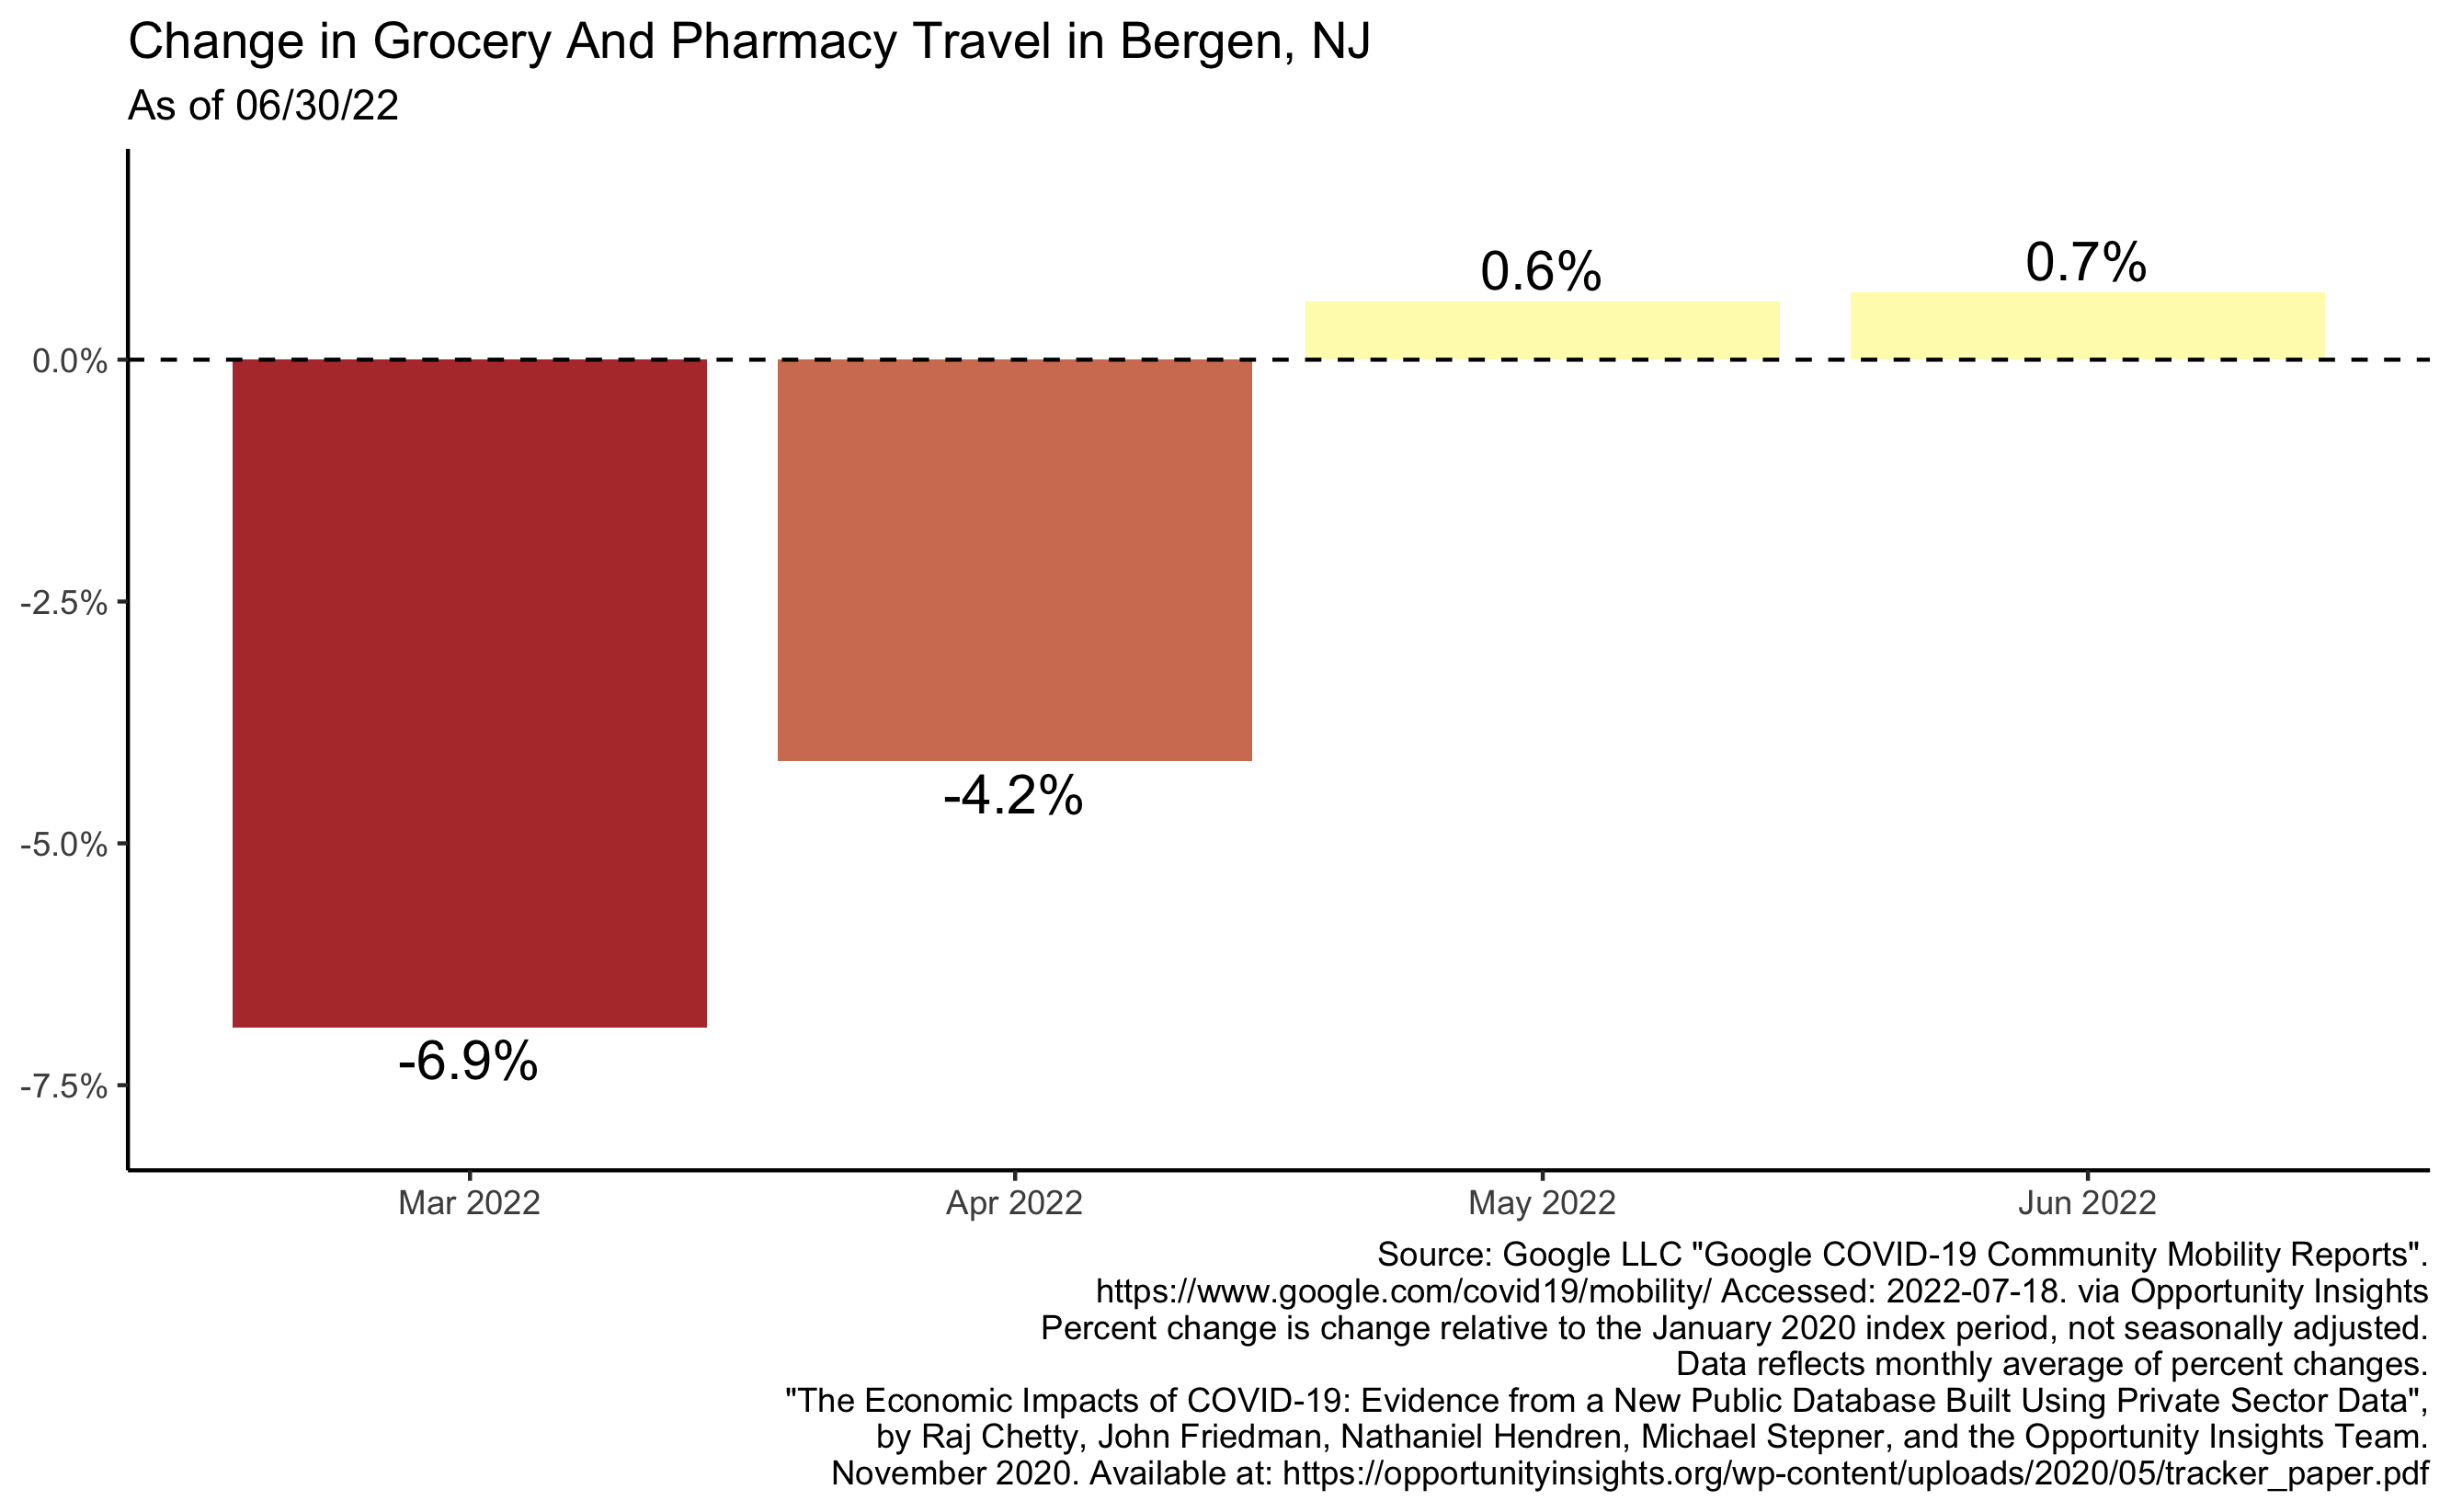 Change in Grocery And Pharmacy Travel in Bergen, NJ
As of 06/30/22
0.6%
0.7%
0.0%
-2.5%
-4.2%
-5.0%
-6.9%
-7.5%
Mar 2022
Apr 2022
May 2022
Jun 2022
Source: Google LLC "Google COVID-19 Community Mobility Reports".
https://www.google.com/covid19/mobility/ Accessed: 2022-07-18. via Opportunity Insights
Percent change is change relative to the January 2020 index period, not seasonally adjusted.
Data reflects monthly average of percent changes.
"The Economic Impacts of COVID-19: Evidence from a New Public Database Built Using Private Sector Data",
by Raj Chetty, John Friedman, Nathaniel Hendren, Michael Stepner, and the Opportunity Insights Team.
November 2020. Available at: https://opportunityinsights.org/wp-content/uploads/2020/05/tracker_paper.pdf